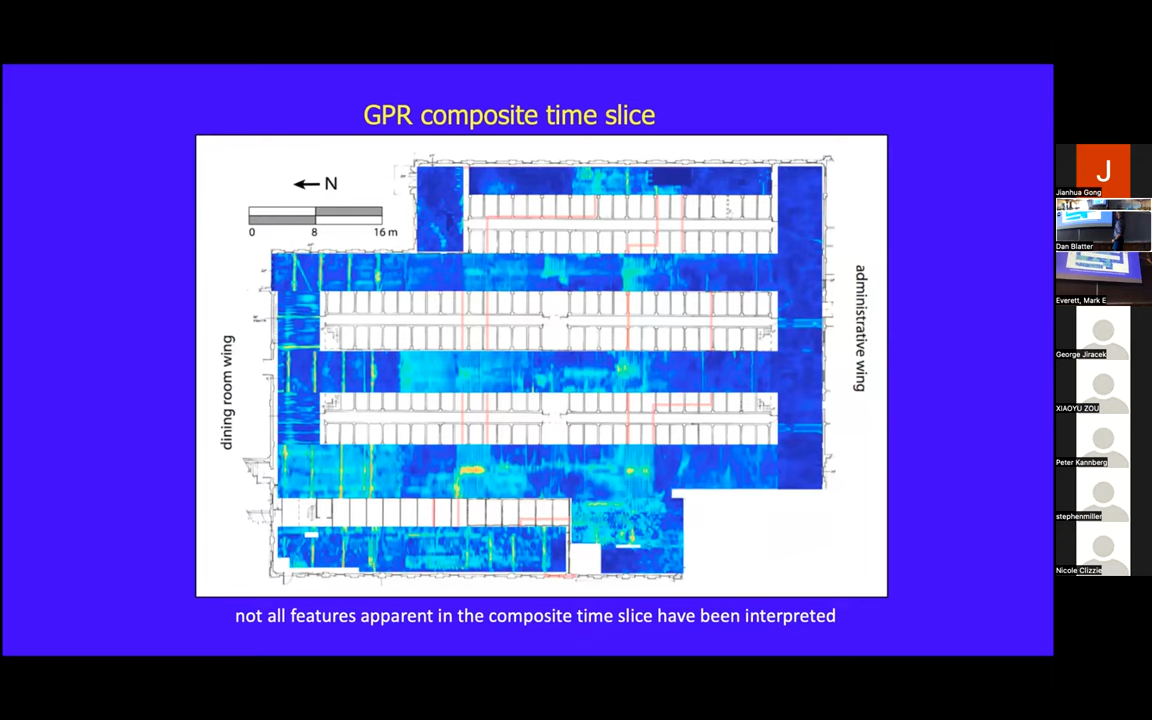 GPR composite time slice
N
0 8 16 m
dining room wing
administrative wing
not all features apparent in the composite time slice have been interpreted
J
Jianhua Gong
Dan Blatter
Everett, Mark E
George Jiracek
XIAOYU ZOU
Peter Kannberg
stephenmiller
Nicole Clizzie